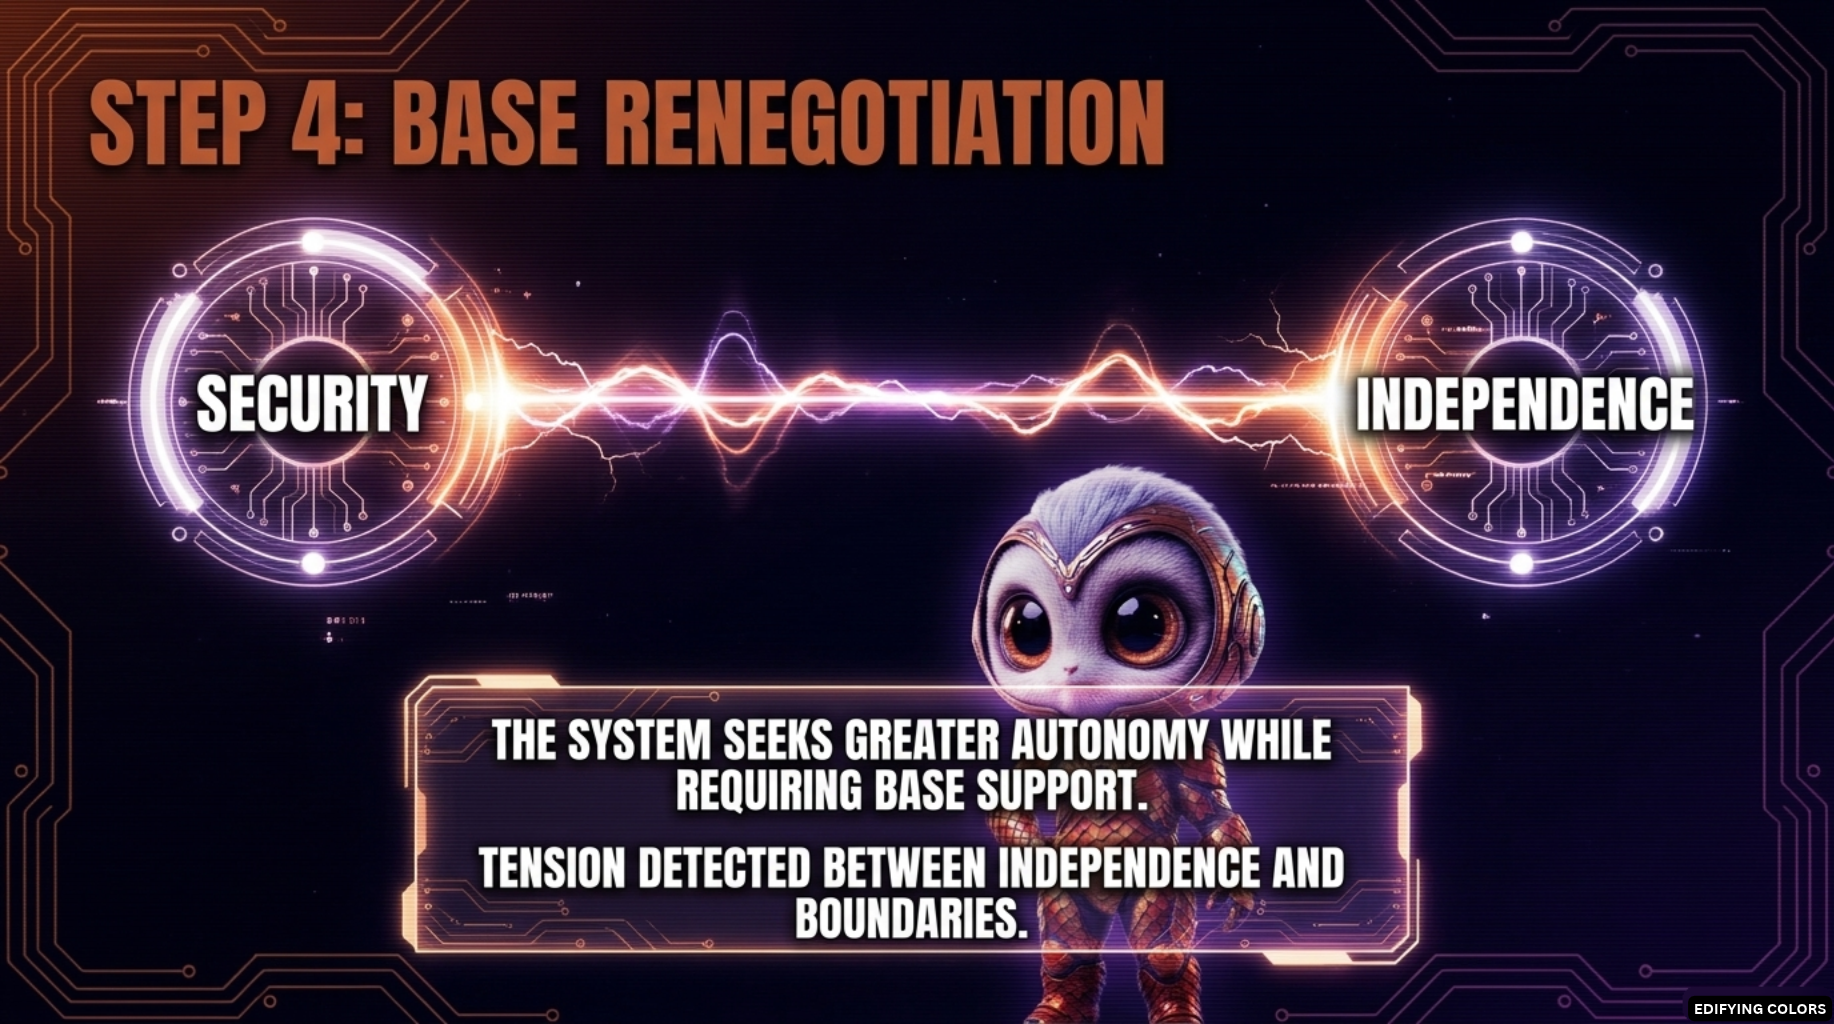 STEP 4: BASE RENEGOTIATION
SECURITY
INDEPENDENCE
THE SYSTEM SEEKS GREATER AUTONOMY WHILE
REQUIRING BASE SUPPORT.
TENSION DETECTED BETWEEN INDEPENDENCE AND
BOUNDARIES.
EDIFYING COLORS